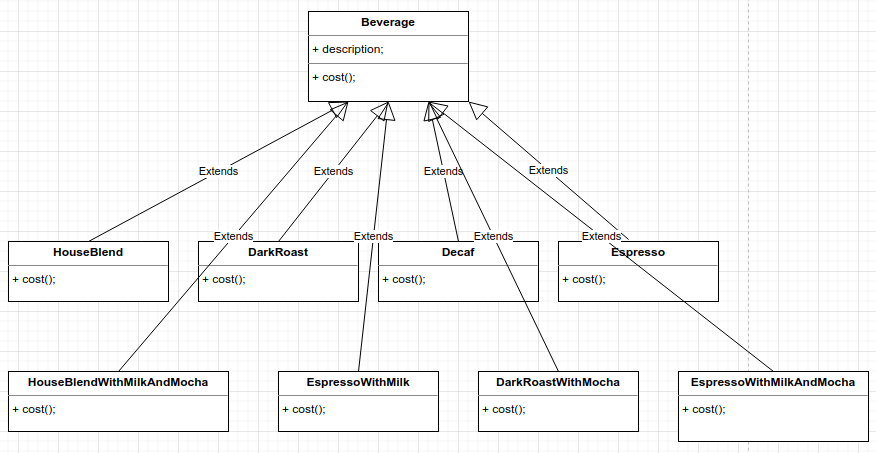 Beverage
+ description;
+ cost();
Extends
Extends
Extends
Extends
Extends
Extends
Extends
Extends
HouseBlend
+ cost();
DarkRoast
+ cost();
Decaf
+ cost();
Espresso
+ cost();
HouseBlendWithMilkAndMocha
+ cost();
EspressoWithMilk
+ cost();
DarkRoastWithMocha
+ cost();
EspressoWithMilkAndMocha
+ cost();